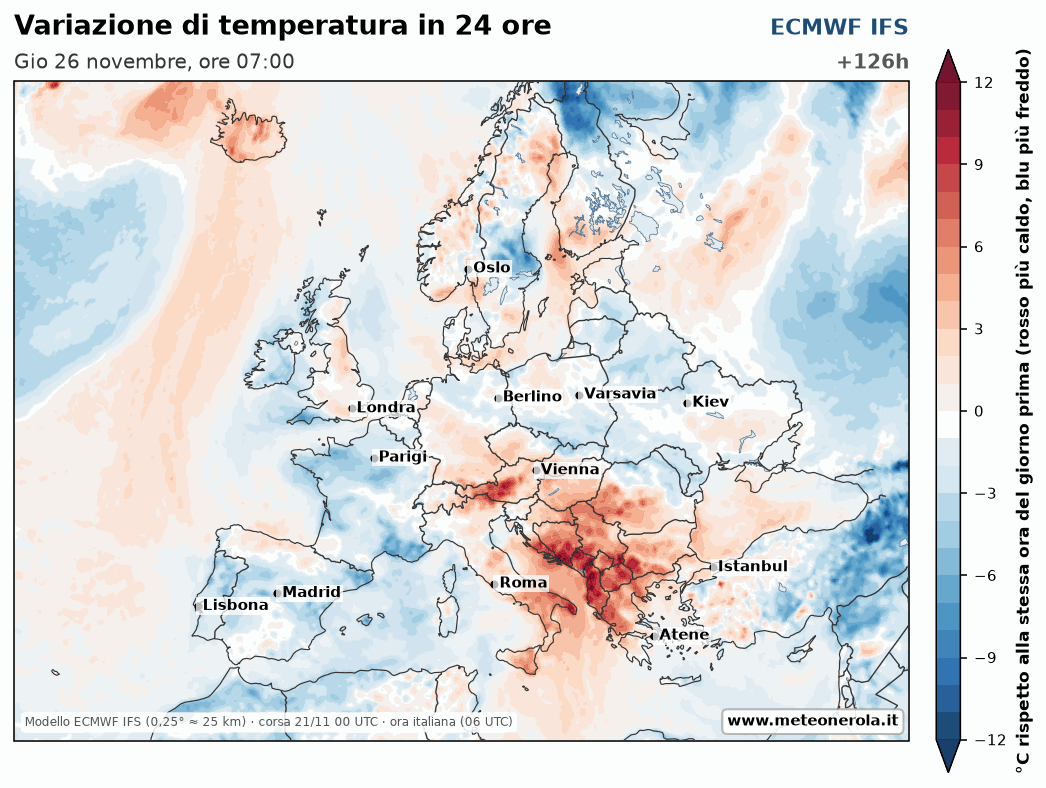 Variazione di temperatura in 24 ore
ECMWF IFS
Gio 26 novembre, ore 07:00
+126h
Oslo
Londra
Berlino
Varsavia
Kiev
Parigi
Vienna
Istanbul
Roma
Madrid
Lisbona
Atene
Modello ECMWF IFS (0,25° ≈ 25 km) · corsa 21/11 00 UTC · ora italiana (06 UTC)
www.meteonerola.it
12
9
6
3
0
−3
−6
−9
−12
°C rispetto alla stessa ora del giorno prima (rosso più caldo, blu più freddo)